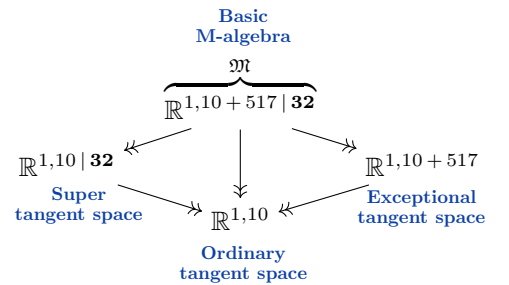 Basic
M-algebra
𝔐
ℝ^{1,10 + 517 | 32}
ℝ^{1,10 | 32}
ℝ^{1,10 + 517}
Super
tangent space
Exceptional
tangent space
ℝ^{1,10}
Ordinary
tangent space